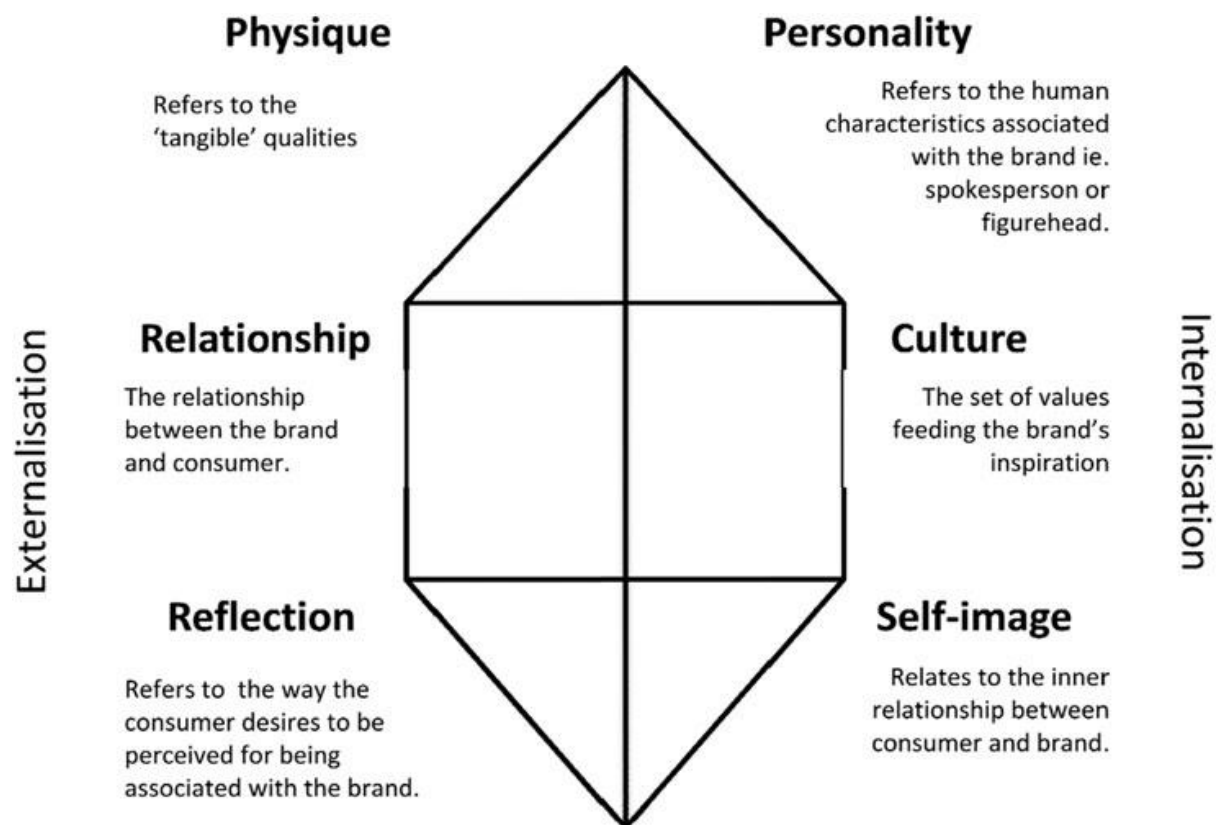 Physique
Refers to the
‘tangible’ qualities
Personality
Refers to the human
characteristics associated
with the brand ie.
spokesperson or
figurehead.
Externalisation
Relationship
The relationship
between the brand
and consumer.
Culture
The set of values
feeding the brand’s
inspiration
Internalisation
Reflection
Refers to  the way the
consumer desires to be
perceived for being
associated with the brand.
Self-image
Relates to the inner
relationship between
consumer and brand.